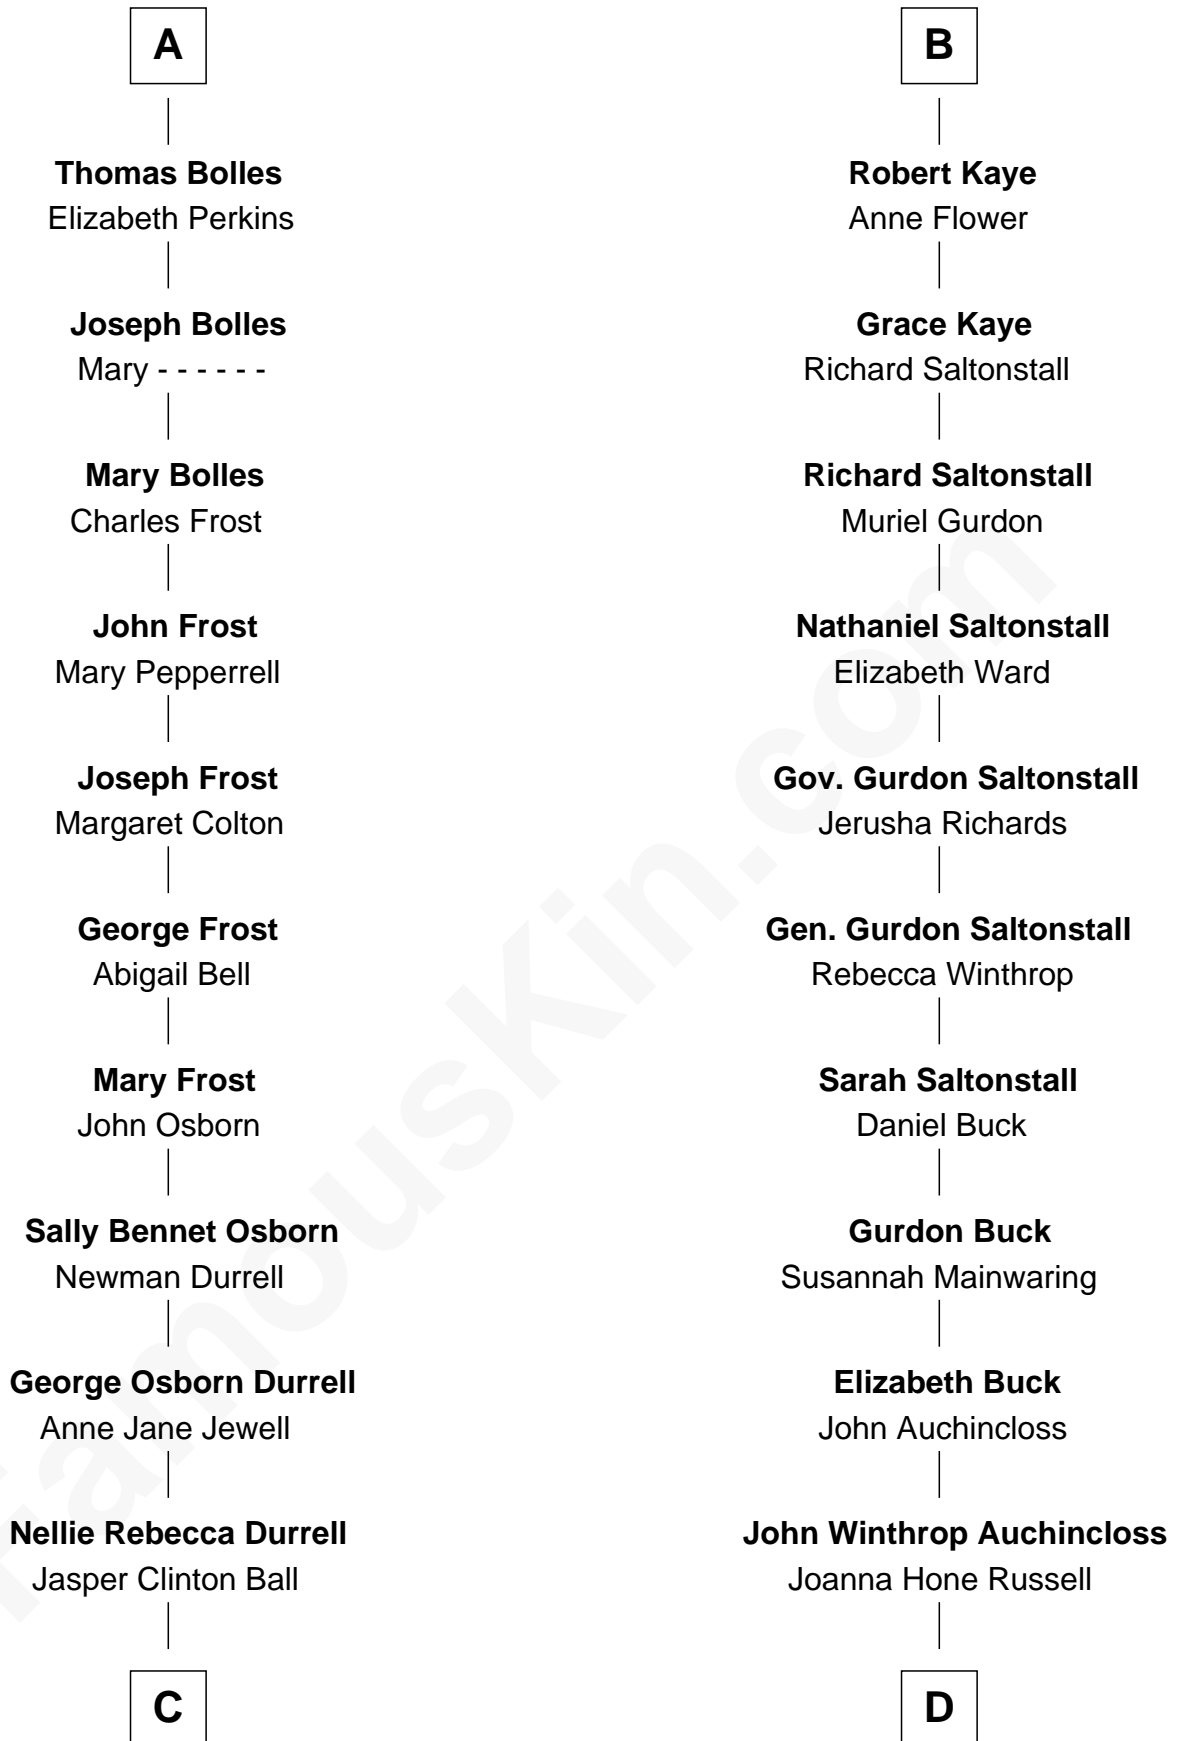 A
Thomas Bolles
Elizabeth Perkins
Joseph Bolles
Mary - - - - - -
Mary Bolles
Charles Frost
John Frost
Mary Pepperrell
Joseph Frost
Margaret Colton
George Frost
Abigail Bell
Mary Frost
John Osborn
Sally Bennet Osborn
Newman Durrell
George Osborn Durrell
Anne Jane Jewell
Nellie Rebecca Durrell
Jasper Clinton Ball
C
B
Robert Kaye
Anne Flower
Grace Kaye
Richard Saltonstall
Richard Saltonstall
Muriel Gurdon
Nathaniel Saltonstall
Elizabeth Ward
Gov. Gurdon Saltonstall
Jerusha Richards
Gen. Gurdon Saltonstall
Rebecca Winthrop
Sarah Saltonstall
Daniel Buck
Gurdon Buck
Susannah Mainwaring
Elizabeth Buck
John Auchincloss
John Winthrop Auchincloss
Joanna Hone Russell
D
FamousKin.com